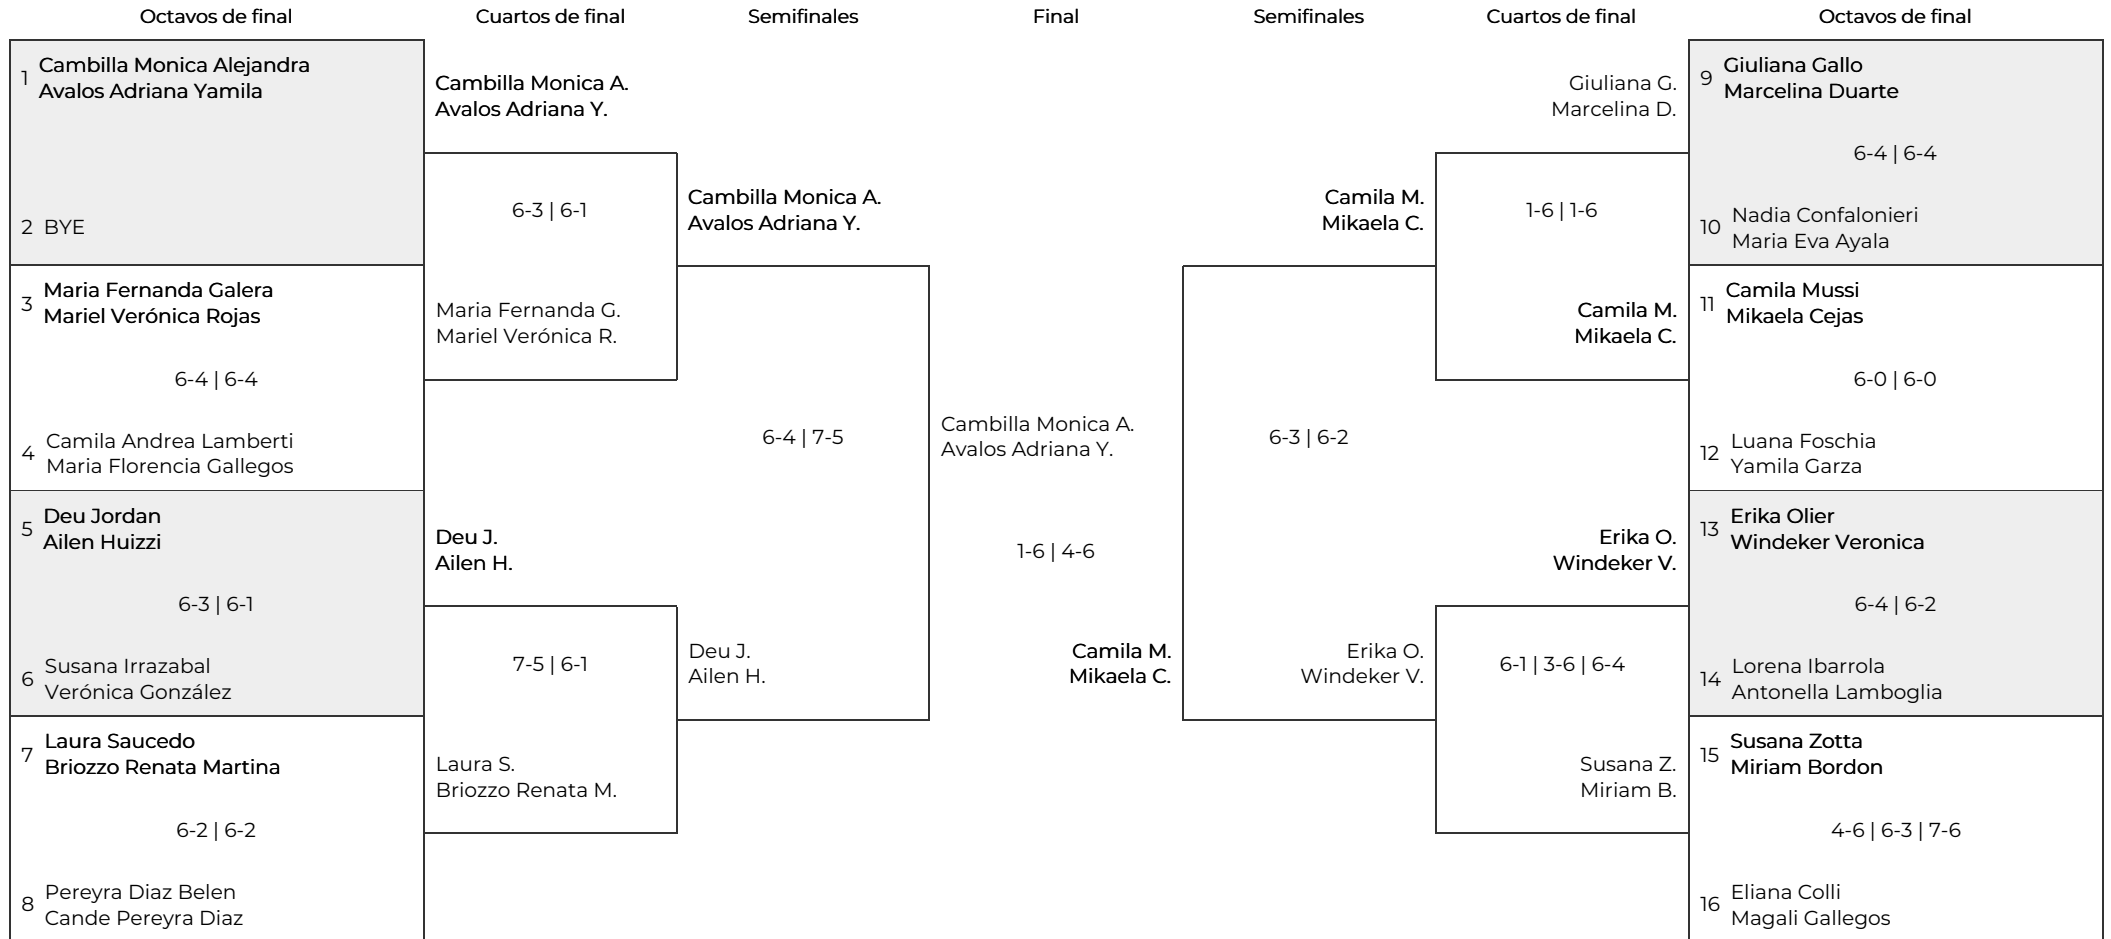 Octavos de final
Cuartos de final
Semifinales
Final
Semifinales
Cuartos de final
Octavos de final
1
Cambilla Monica Alejandra
Avalos Adriana Yamila
2 BYE
3
Maria Fernanda Galera
Mariel Verónica Rojas
6-4 | 6-4
4
Camila Andrea Lamberti
Maria Florencia Gallegos
5
Deu Jordan
Ailen Huizzi
6-3 | 6-1
6
Susana Irrazabal
Verónica González
7
Laura Saucedo
Briozzo Renata Martina
6-2 | 6-2
8
Pereyra Diaz Belen
Cande Pereyra Diaz
Cambilla Monica A.
Avalos Adriana Y.
6-3 | 6-1
Maria Fernanda G.
Mariel Verónica R.
Deu J.
Ailen H.
7-5 | 6-1
Laura S.
Briozzo Renata M.
Cambilla Monica A.
Avalos Adriana Y.
6-4 | 7-5
Deu J.
Ailen H.
Cambilla Monica A.
Avalos Adriana Y.
1-6 | 4-6
Camila M.
Mikaela C.
Camila M.
Mikaela C.
6-3 | 6-2
Erika O.
Windeker V.
Giuliana G.
Marcelina D.
1-6 | 1-6
Camila M.
Mikaela C.
Erika O.
Windeker V.
6-1 | 3-6 | 6-4
Susana Z.
Miriam B.
9
Giuliana Gallo
Marcelina Duarte
6-4 | 6-4
10
Nadia Confalonieri
Maria Eva Ayala
11
Camila Mussi
Mikaela Cejas
6-0 | 6-0
12
Luana Foschia
Yamila Garza
13
Erika Olier
Windeker Veronica
6-4 | 6-2
14
Lorena Ibarrola
Antonella Lamboglia
15
Susana Zotta
Miriam Bordon
4-6 | 6-3 | 7-6
16
Eliana Colli
Magali Gallegos